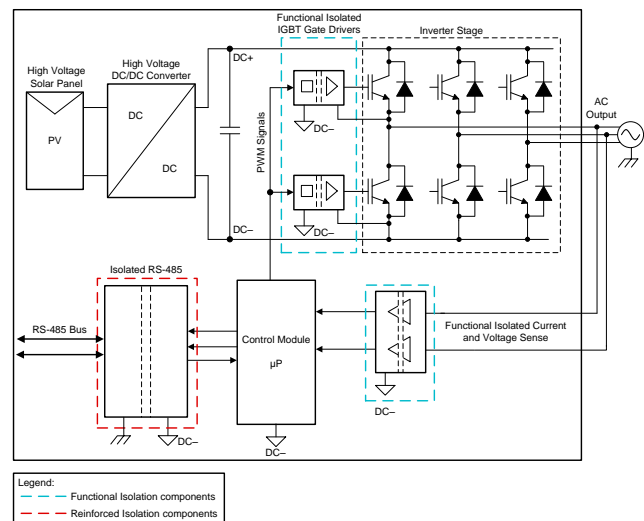 Functional Isolated
IGBT Gate Drivers
Inverter Stage
High Voltage
Solar Panel
High Voltage
DC/DC Converter
DC+
PV
DC
DC
PWM Signals
DC–
DC–
DC–
AC
Output
Isolated RS-485
RS-485 Bus
Control Module
µP
Functional Isolated Current
and Voltage Sense
DC–
DC–
DC–
Legend:
Functional Isolation components
Reinforced Isolation components